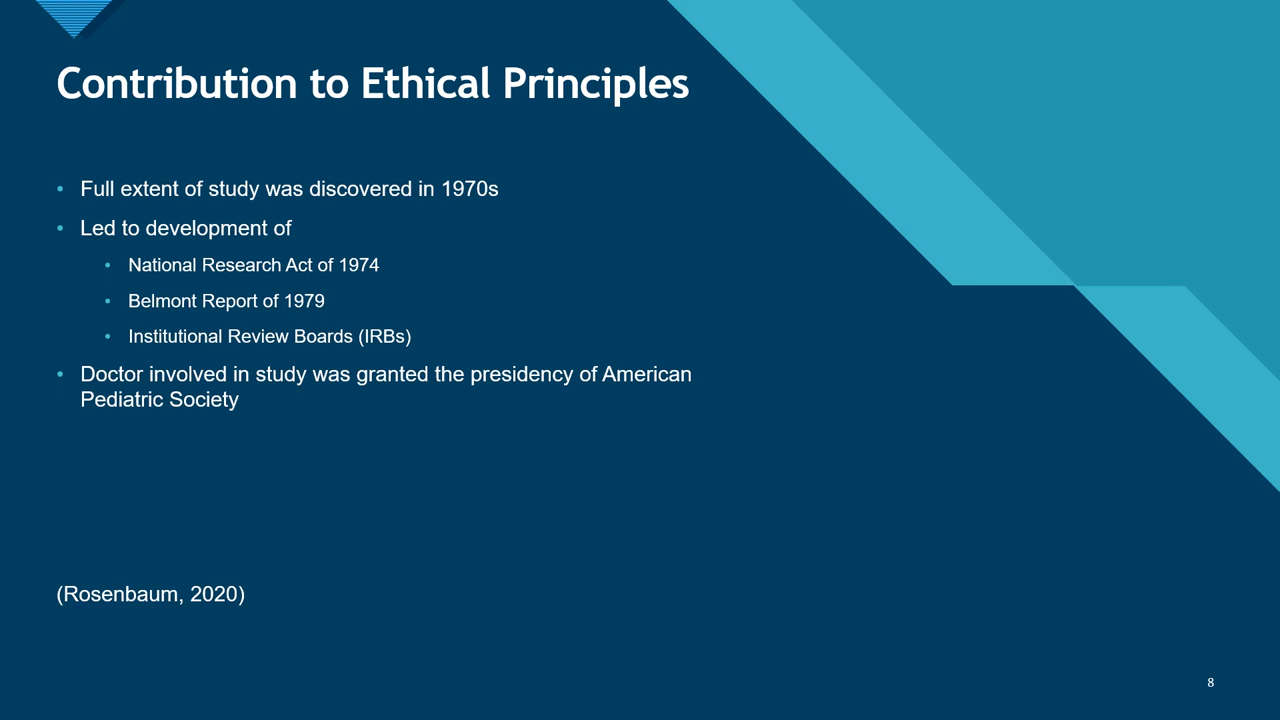 Contribution to Ethical Principles
• Full extent of study was discovered in 1970s
• Led to development of
• National Research Act of 1974
• Belmont Report of 1979
• Institutional Review Boards (IRBs)
• Doctor involved in study was granted the presidency of American
Pediatric Society
(Rosenbaum, 2020)
8